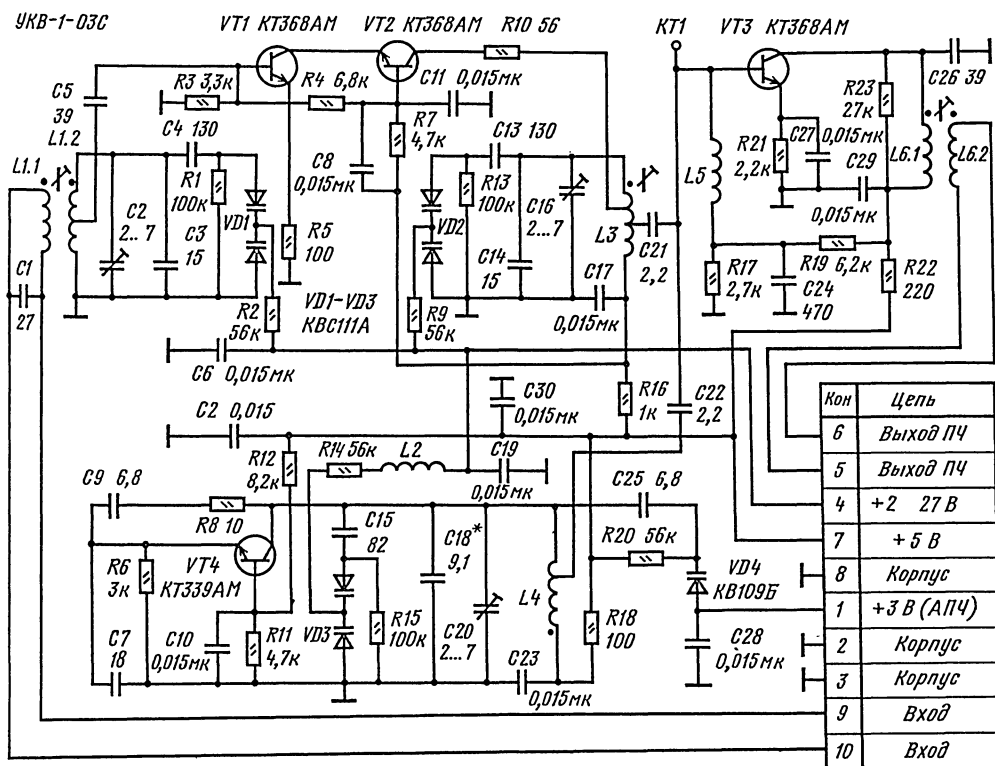 УКВ-1-03С
VT1 КТ368АМ
VT2 КТ368АМ
R10 56
КТ1
VT3 КТ368АМ
C26 39
R3 3,3к
R4 6,8к
C11 0,015мк
R23
27к
C5
39
L1.2
C4 130
R7
4,7к
C13 130
R21
2,2к
C27 0,015мк
C29
0,015мк
L6.1
L6.2
L1.1
C8
0,015мк
R1
100к
R13
100к
L5
C2
2...7
VD1
C16
2...7
VD2
C3
15
R5
100
L3
C21
2,2
C14
15
C17
0,015мк
R19 6,2к
R22
220
R17
2,7к
C24
470
C1
27
R2
56к
VD1-VD3
КВС111А
R9
56к
C6 0,015мк
C30
0,015мк
R16
1к
C22
2,2
C2 0,015
R12
8,2к
R14 56к
L2
C19
0,015мк
C9 6,8
C25 6,8
R8 10
C15
82
C18*
9,1
R20 56к
VT4
КТ339АМ
R6
3к
VD4
КВ109Б
L4
VD3
R15
100к
R18
100
C7
18
C10
0,015мк
R11
4,7к
C20
2...7
C28
0,015мк
C23
0,015мк
Кон Цепь
6 Выход ПЧ
5 Выход ПЧ
4 +2 27 В
7 +5 В
8 Корпус
1 +3 В (АПЧ)
2 Корпус
3 Корпус
9 Вход
10 Вход